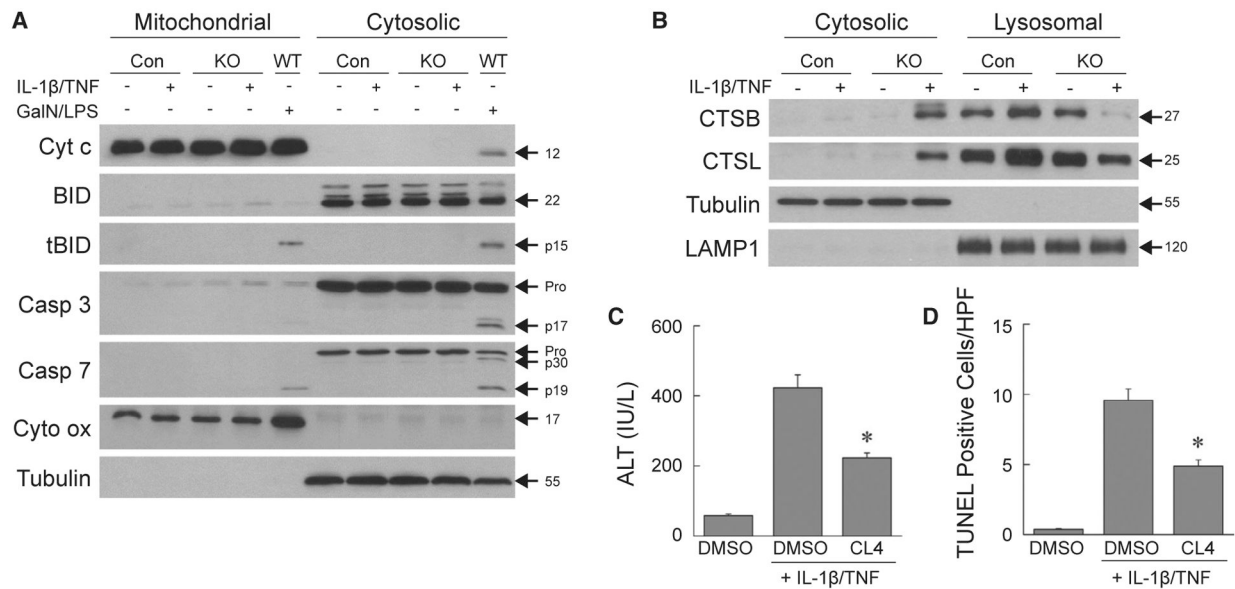 A
Mitochondrial Cytosolic
Con KO WT Con KO WT
IL-1β/TNF - + - + - - + - + -
GalN/LPS - - - - + - - - - +
Cyt c 12
BID 22
tBID p15
Casp 3 Pro
p17
Casp 7 Pro
p30
p19
Cyto ox 17
Tubulin 55
B
Cytosolic Lysosomal
Con KO Con KO
IL-1β/TNF - + - + - + - +
CTSB 27
CTSL 25
Tubulin 55
LAMP1 120
C
ALT (IU/L)
600
400
200
0
*
DMSO DMSO CL4
+ IL-1β/TNF
D
TUNEL Positive Cells/HPF
15
10
5
0
*
DMSO DMSO CL4
+ IL-1β/TNF